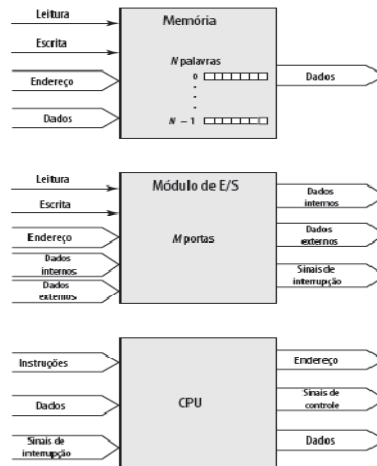 Leitura
Escrita
Endereço
Dados
Memória
N palavras
0
N – 1
Dados
Leitura
Escrita
Endereço
Dados
internos
Dados
externos
Módulo de E/S
M portas
Dados
internos
Dados
externos
Sinais de
interrupção
Instruções
Dados
Sinais de
interrupção
CPU
Endereço
Sinais de
controle
Dados